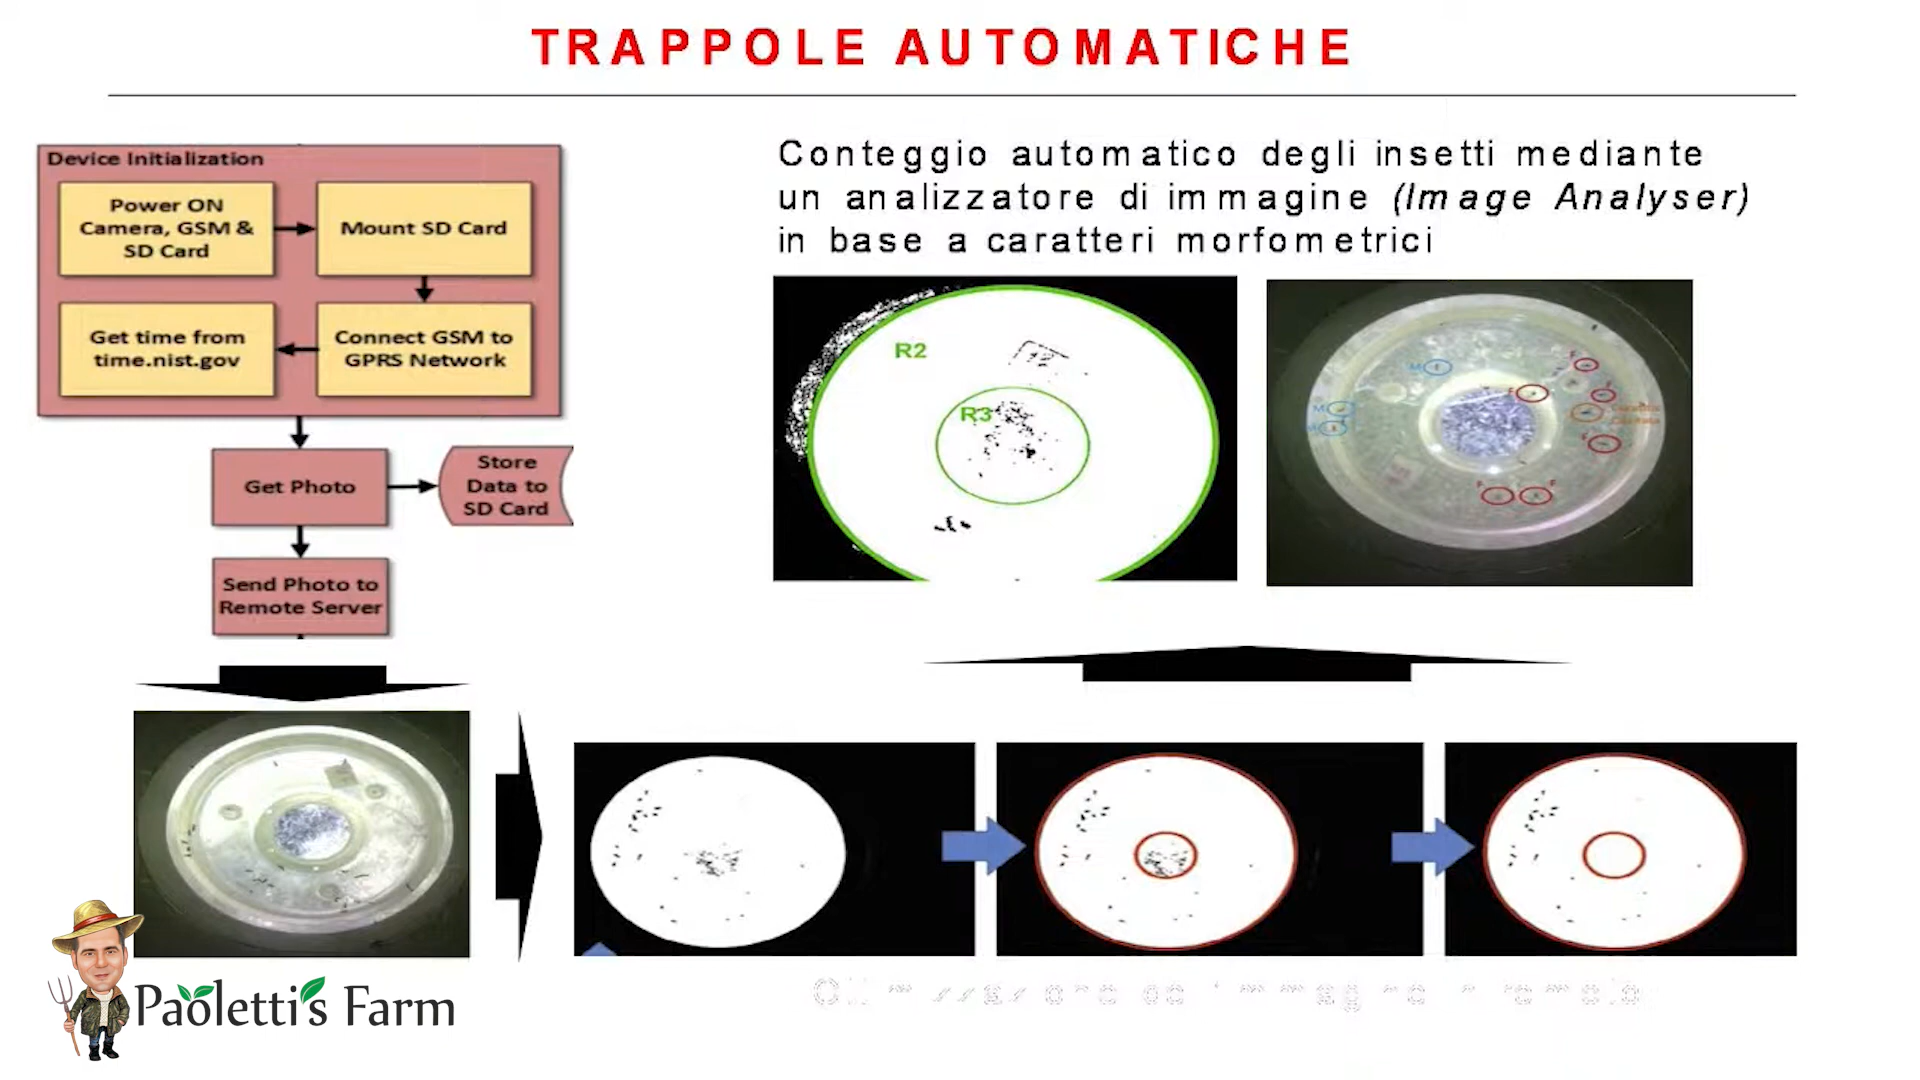 TRAPPOLE AUTOMATICHE
Device Initialization
Power ON
Camera, GSM &
SD Card
Mount SD Card
Get time from
time.nist.gov
Connect GSM to
GPRS Network
Get Photo
Store
Data to
SD Card
Send Photo to
Remote Server
Conteggio automatico degli insetti mediante
un analizzatore di immagine (Image Analyser)
in base a caratteri morfometrici
R2
R3
M
F
F
F
M
M
F
F
F
Paoletti's Farm